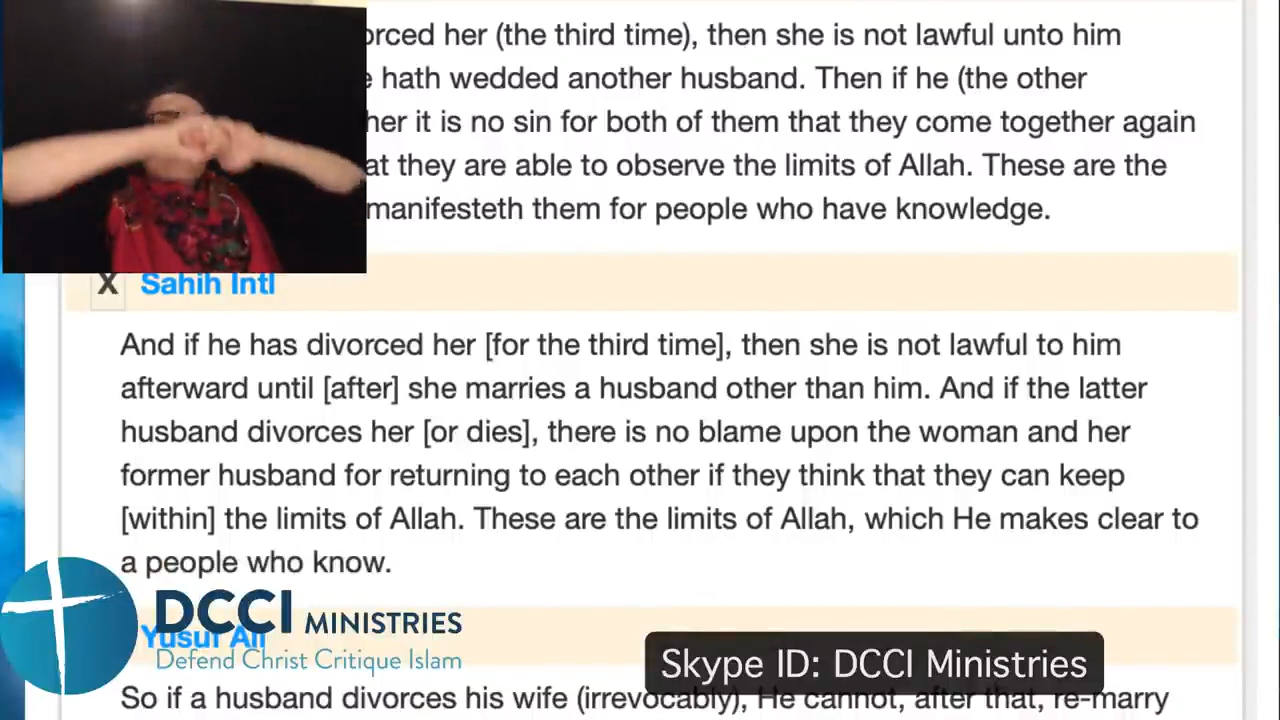 orced her (the third time), then she is not lawful unto him
hath wedded another husband. Then if he (the other
her it is no sin for both of them that they come together again
at they are able to observe the limits of Allah. These are the
manifesteth them for people who have knowledge.
X Sahih Intl
And if he has divorced her [for the third time], then she is not lawful to him
afterward until [after] she marries a husband other than him. And if the latter
husband divorces her [or dies], there is no blame upon the woman and her
former husband for returning to each other if they think that they can keep
[within] the limits of Allah. These are the limits of Allah, which He makes clear to
a people who know.
DCCI MINISTRIES
Yusuf Ali
Defend Christ Critique Islam
Skype ID: DCCI Ministries
So if a husband divorces his wife (irrevocably), He cannot, after that, re-marry